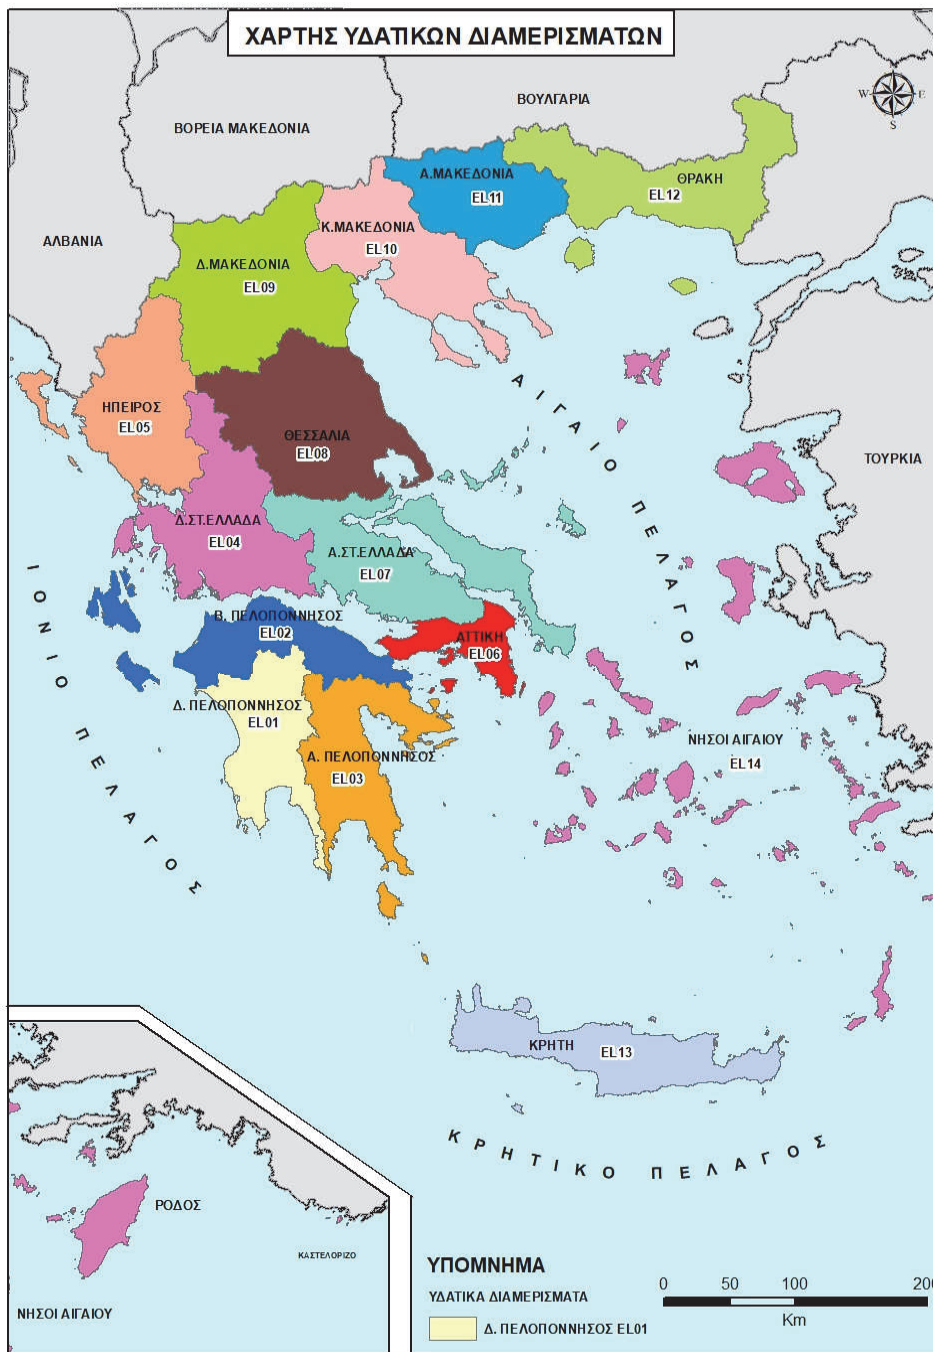 ΧΑΡΤΗΣ ΥΔΑΤΙΚΩΝ ΔΙΑΜΕΡΙΣΜΑΤΩΝ
N
W
E
S
ΒΟΥΛΓΑΡΙΑ
ΒΟΡΕΙΑ ΜΑΚΕΔΟΝΙΑ
ΑΛΒΑΝΙΑ
ΤΟΥΡΚΙΑ
Α.ΜΑΚΕΔΟΝΙΑ
EL11
ΘΡΑΚΗ
EL12
Κ.ΜΑΚΕΔΟΝΙΑ
EL10
Δ.ΜΑΚΕΔΟΝΙΑ
EL09
ΗΠΕΙΡΟΣ
EL05
ΘΕΣΣΑΛΙΑ
EL08
ΑΙΓΑΙΟ ΠΕΛΑΓΟΣ
Δ.ΣΤ.ΕΛΛΑΔΑ
EL04
Α.ΣΤ.ΕΛΛΑΔΑ
EL07
ΙΟΝΙΟ ΠΕΛΑΓΟΣ
Β. ΠΕΛΟΠΟΝΝΗΣΟΣ
EL02
ΑΤΤΙΚΗ
EL06
Δ. ΠΕΛΟΠΟΝΝΗΣΟΣ
EL01
Α. ΠΕΛΟΠΟΝΝΗΣΟΣ
EL03
ΝΗΣΟΙ ΑΙΓΑΙΟΥ
EL14
ΚΡΗΤΗ
EL13
ΚΡΗΤΙΚΟ ΠΕΛΑΓΟΣ
ΡΟΔΟΣ
ΚΑΣΤΕΛΟΡΙΖΟ
ΝΗΣΟΙ ΑΙΓΑΙΟΥ
ΥΠΟΜΝΗΜΑ
ΥΔΑΤΙΚΑ ΔΙΑΜΕΡΙΣΜΑΤΑ
Δ. ΠΕΛΟΠΟΝΝΗΣΟΣ EL01
0 50 100 200
Km